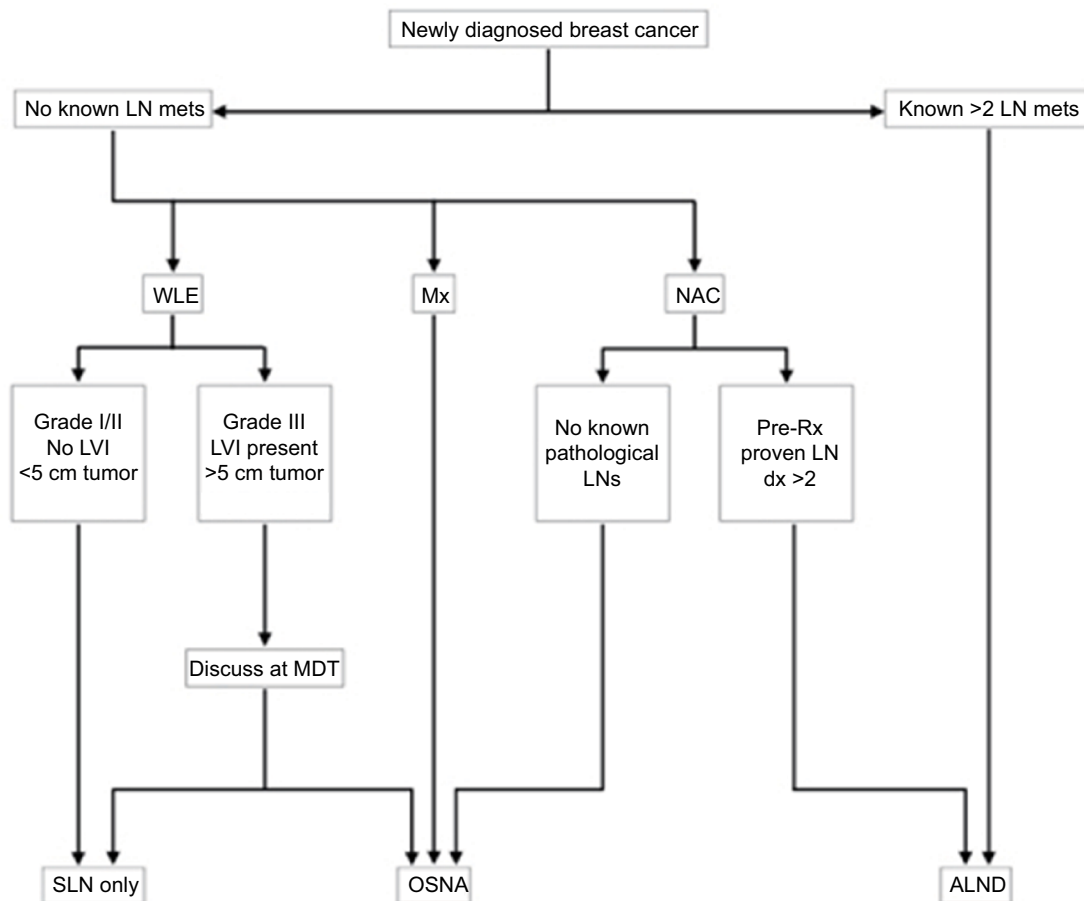 Newly diagnosed breast cancer
No known LN mets
Known >2 LN mets
WLE
Mx
NAC
Grade I/II
No LVI
<5 cm tumor
Grade III
LVI present
>5 cm tumor
No known
pathological
LNs
Pre-Rx
proven LN
dx >2
Discuss at MDT
SLN only
OSNA
ALND